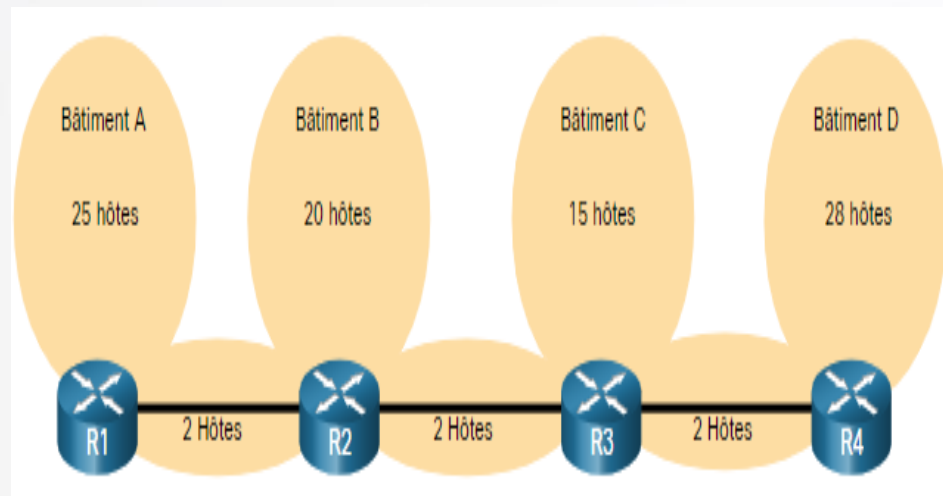 Bâtiment A
25 hôtes
Bâtiment B
20 hôtes
Bâtiment C
15 hôtes
Bâtiment D
28 hôtes
R1
2 Hôtes
R2
2 Hôtes
R3
2 Hôtes
R4